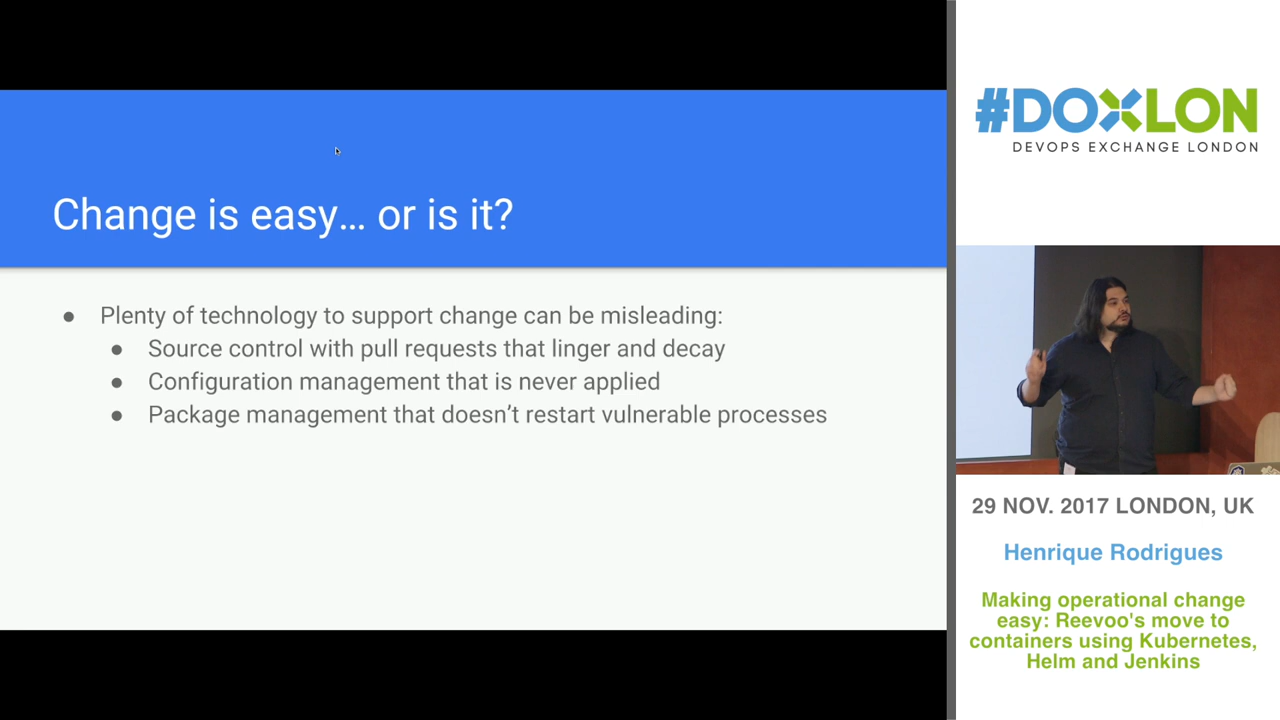 Change is easy… or is it?
● Plenty of technology to support change can be misleading:
● Source control with pull requests that linger and decay
● Configuration management that is never applied
● Package management that doesn’t restart vulnerable processes
#DOXLON
DEVOPS EXCHANGE LONDON
29 NOV. 2017 LONDON, UK
Henrique Rodrigues
Making operational change
easy: Reevoo's move to
containers using Kubernetes,
Helm and Jenkins